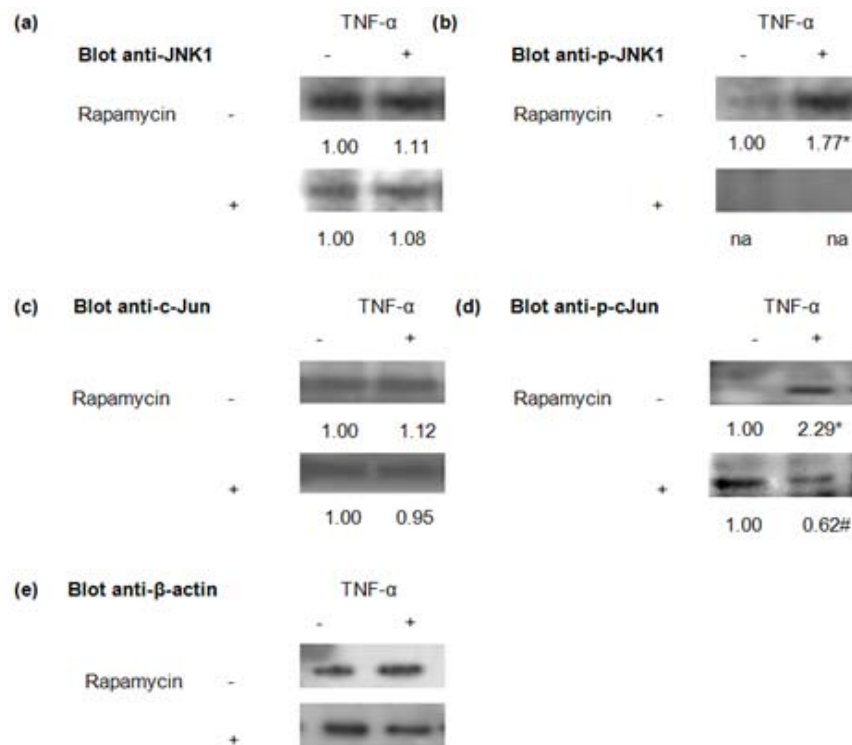 (a) TNF-α (b) TNF-α
Blot anti-JNK1 - + Blot anti-p-JNK1 - +
Rapamycin - Rapamycin -
1.00 1.11 1.00 1.77*
+ +
1.00 1.08 na na
(c) Blot anti-c-Jun TNF-α (d) Blot anti-p-cJun TNF-α
- + - +
Rapamycin - Rapamycin -
1.00 1.12 1.00 2.29*
+ +
1.00 0.95 1.00 0.62#
(e) Blot anti-β-actin TNF-α
- +
Rapamycin -
+